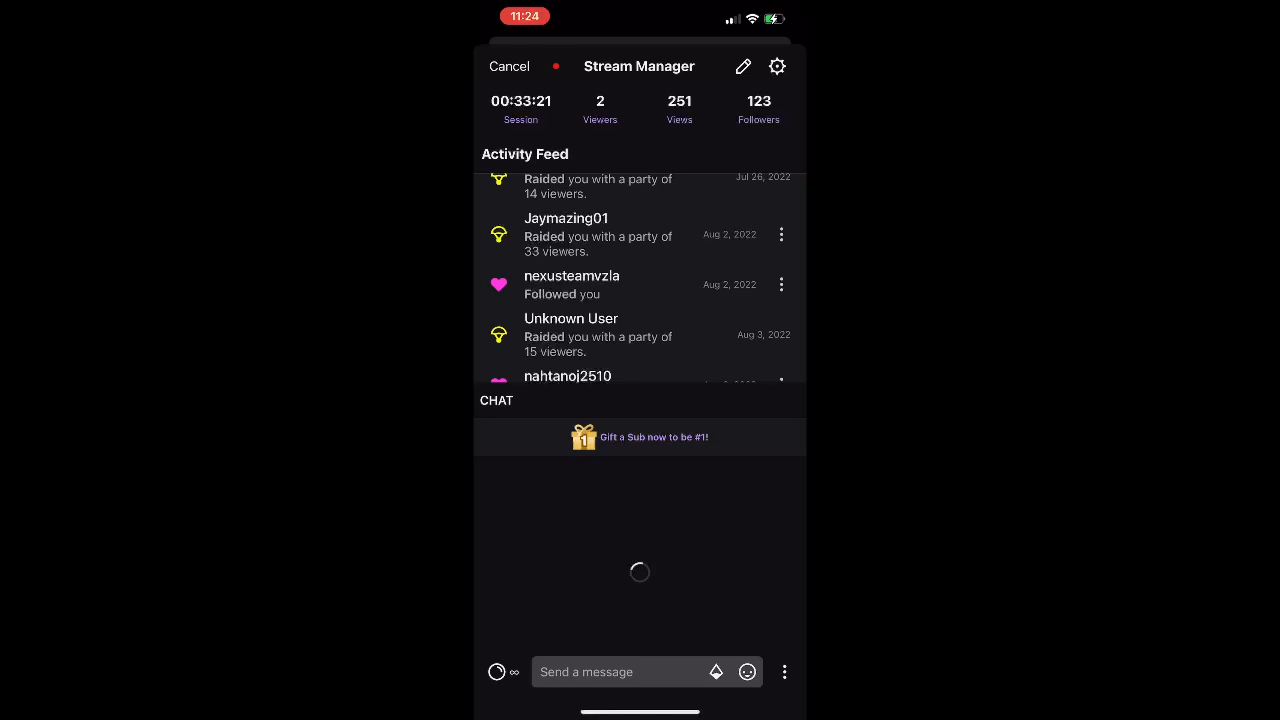 11:24
Cancel
Stream Manager
00:33:21
2
251
123
Session
Viewers
Views
Followers
Activity Feed
Raided you with a party of
14 viewers.
Jul 26, 2022
Jaymazing01
Raided you with a party of
33 viewers.
Aug 2, 2022
nexusteamvzla
Followed you
Aug 2, 2022
Unknown User
Raided you with a party of
15 viewers.
Aug 3, 2022
nahtanoj2510
CHAT
1
Gift a Sub now to be #1!
∞
Send a message